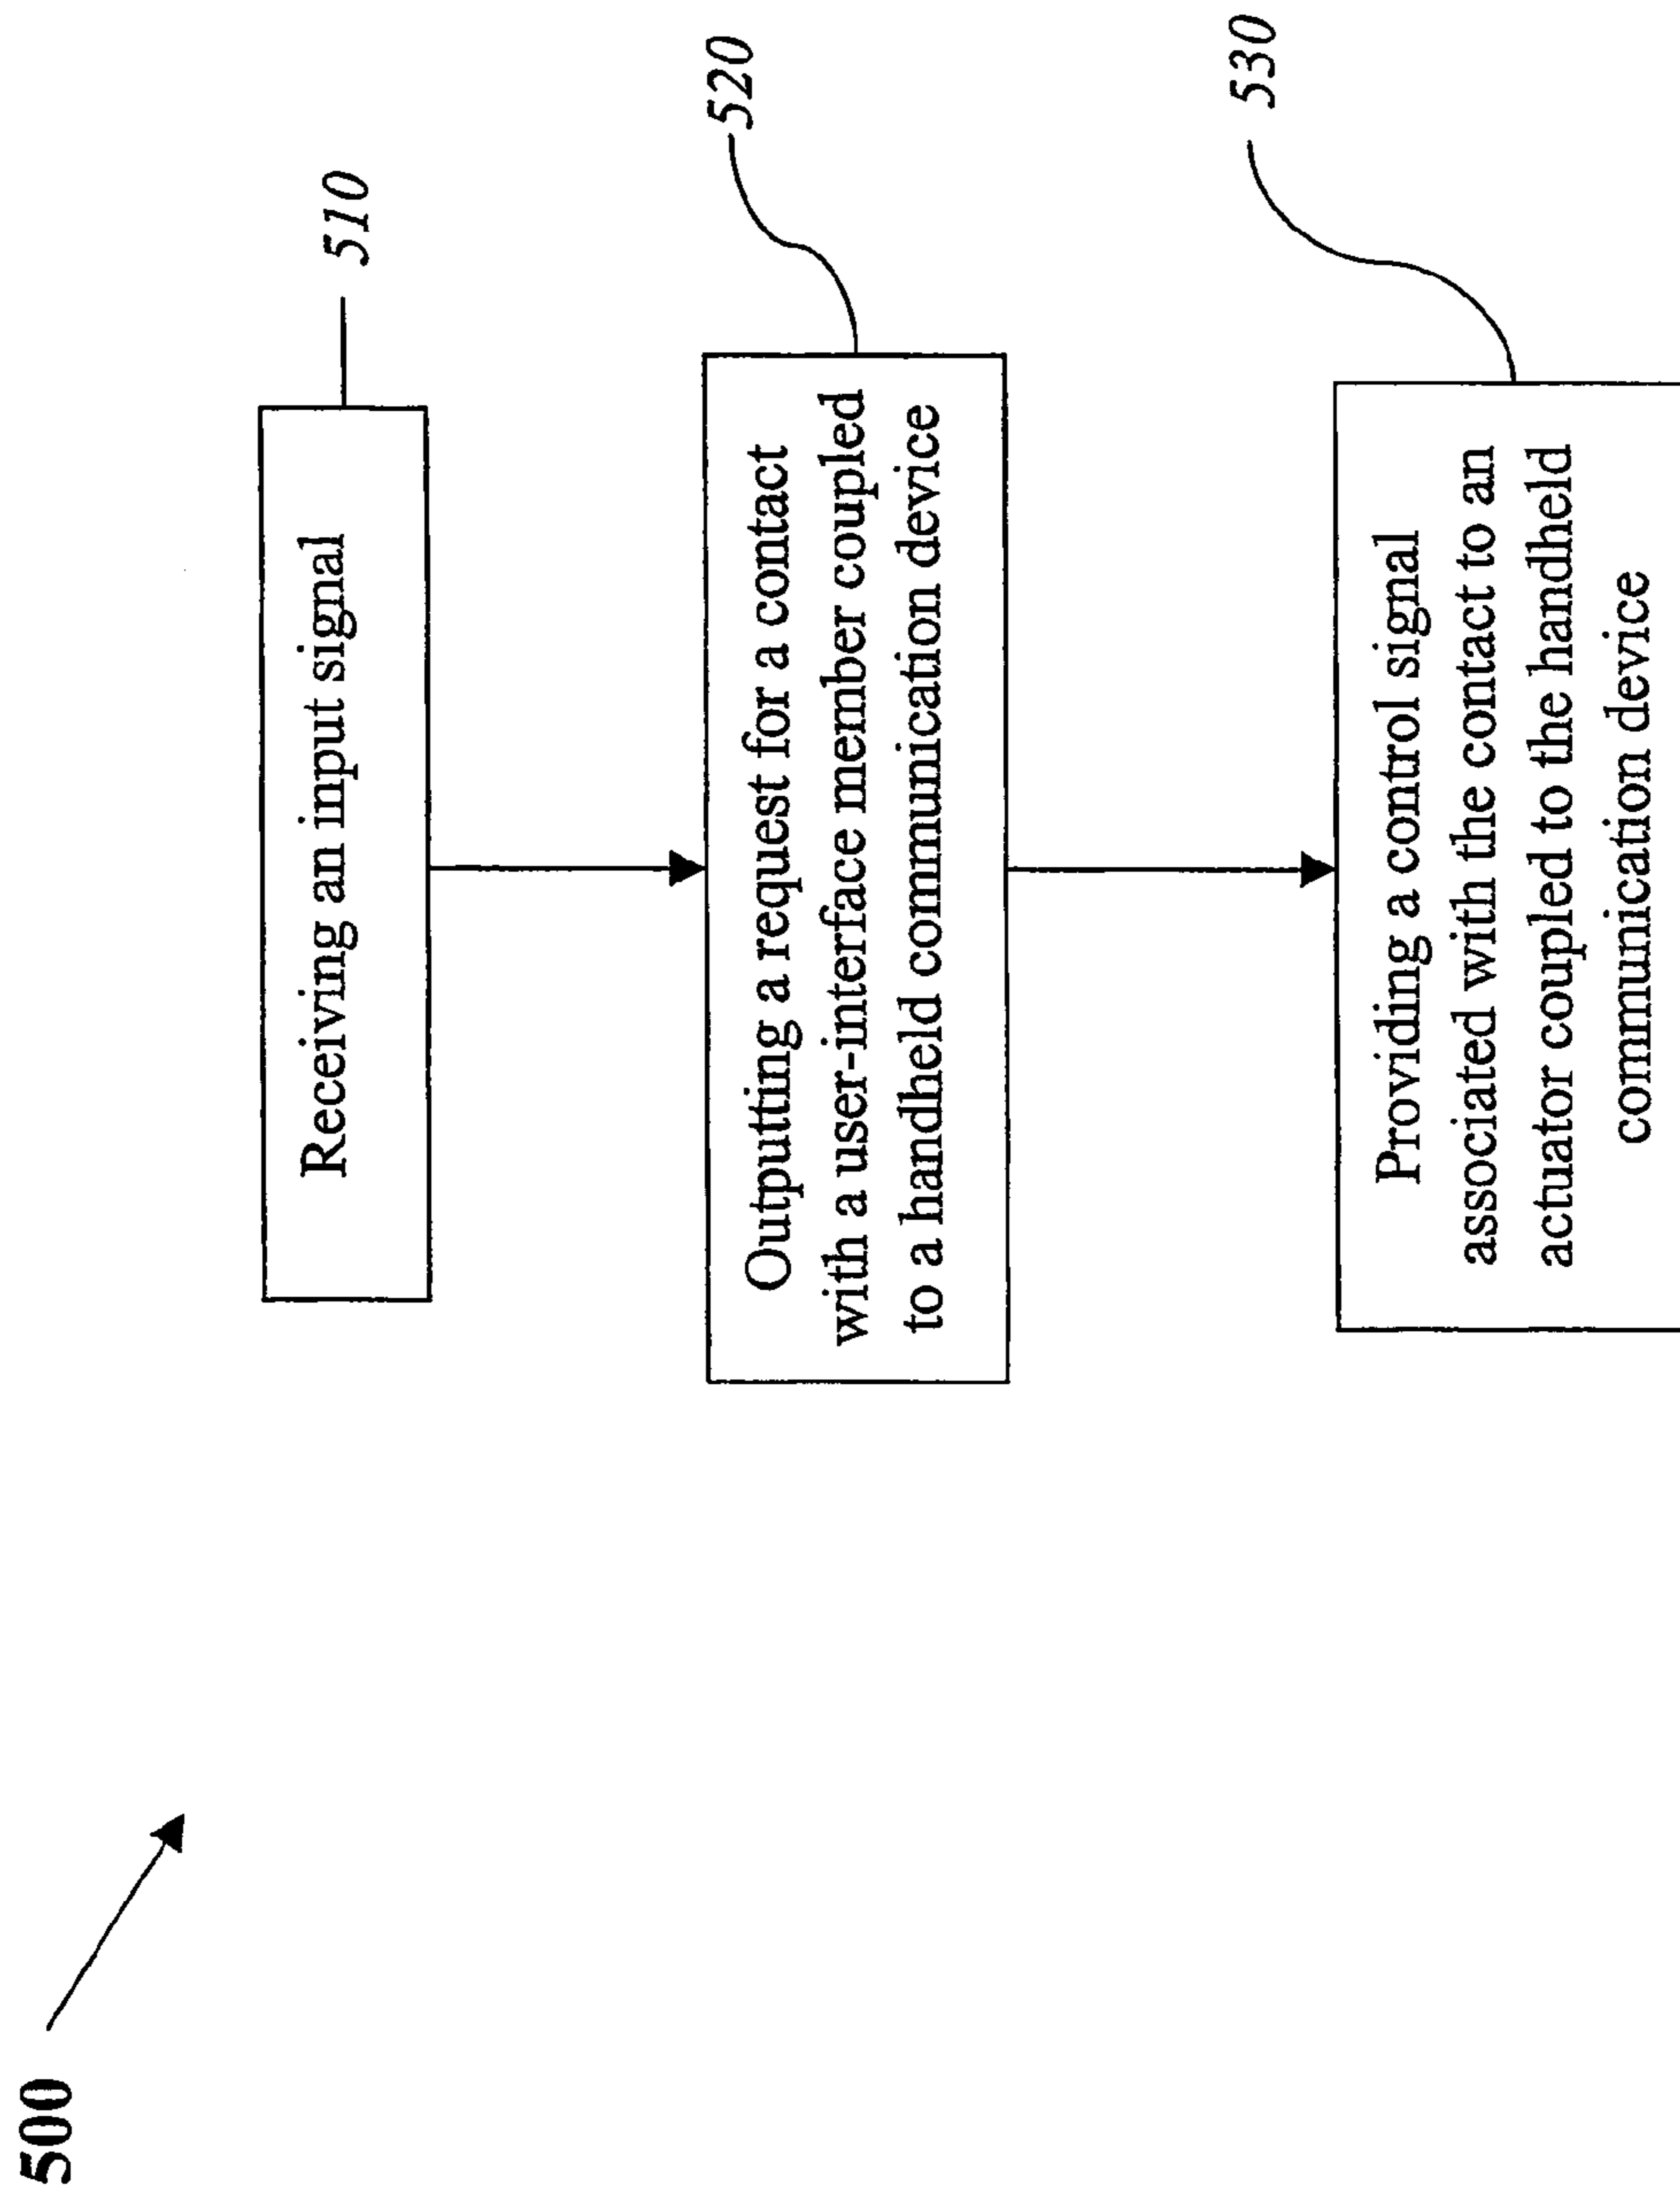 500
Receiving an input signal
510
Outputting a request for a contact
with a user-interface member coupled
to a handheld communication device
520
Providing a control signal
associated with the contact to an
actuator coupled to the handheld
communication device
530